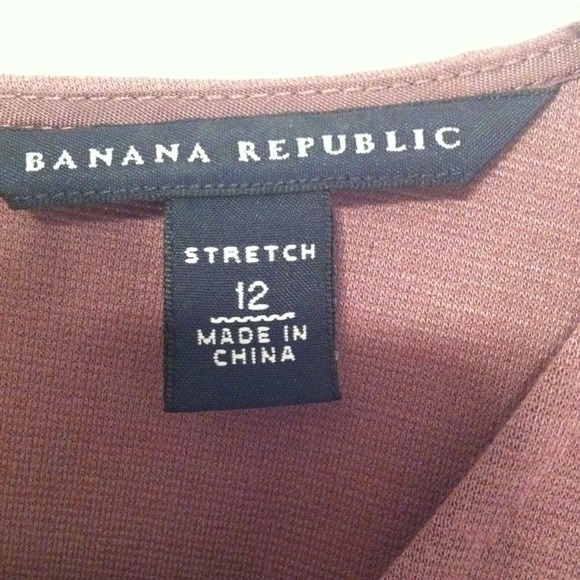 BANANA REPUBLIC
STRETCH
12
MADE IN
CHINA